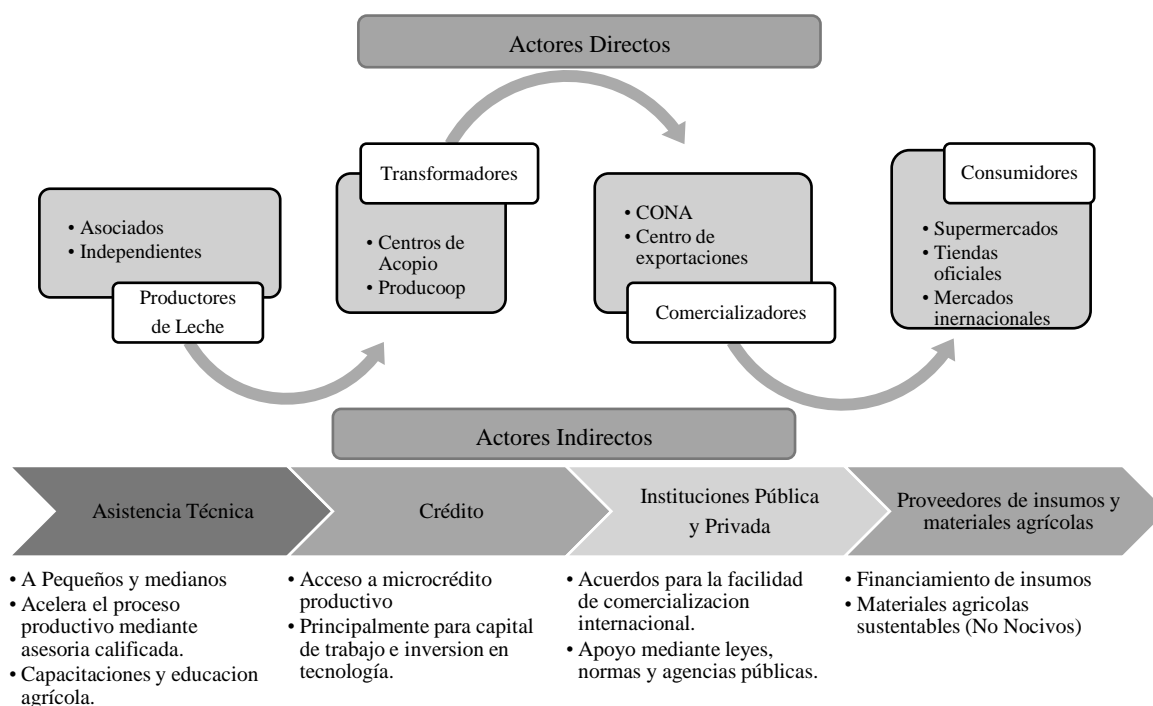 Actores Directos
• Asociados
• Independientes
Productores
de Leche
Transformadores
• Centros de
Acopio
• Producoop
• CONA
• Centro de
exportaciones
Comercializadores
Consumidores
• Supermercados
• Tiendas
oficiales
• Mercados
inernacionales
Actores Indirectos
Asistencia Técnica
• A Pequeños y medianos
• Acelera el proceso
productivo mediante
asesoria calificada.
• Capacitaciones y educacion
agrícola.
Crédito
• Acceso a microcrédito
productivo
• Principalmente para capital
de trabajo e inversion en
tecnología.
Instituciones Pública
y Privada
• Acuerdos para la facilidad
de comercializacion
internacional.
• Apoyo mediante leyes,
normas y agencias públicas.
Proveedores de insumos y
materiales agrícolas
• Financiamiento de insumos
• Materiales agricolas
sustentables (No Nocivos)